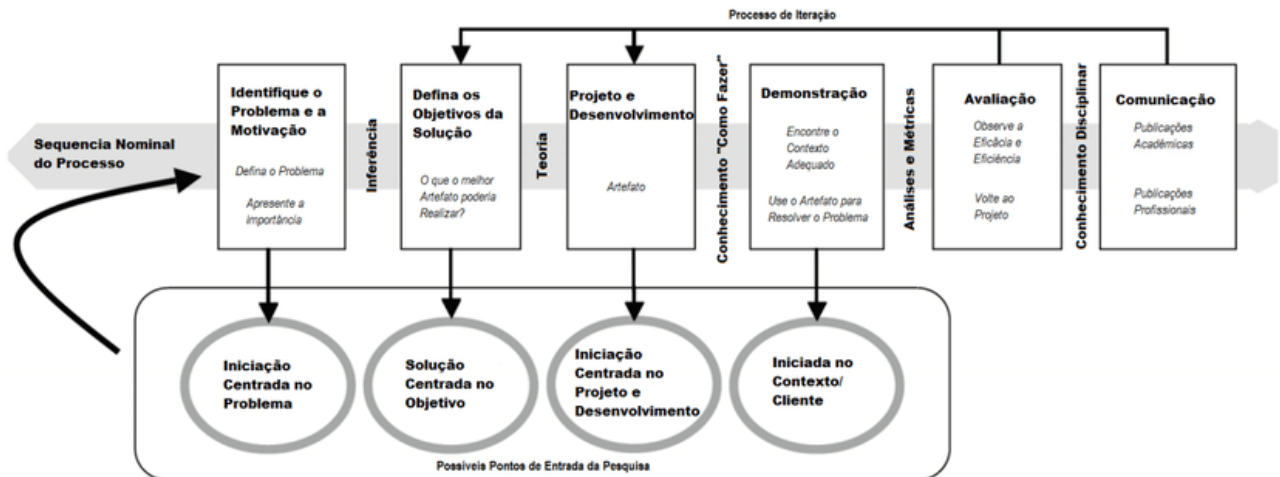 Processo de Iteração
Sequencia Nominal
do Processo
Identifique o
Problema e a
Motivação
Defina o Problema
Apresente a
importância
Inferência
Defina os
Objetivos da
Solução
O que o melhor
Artefato poderia
Realizar?
Teoria
Projeto e
Desenvolvimento
Artefato
Conhecimento "Como Fazer"
Demonstração
Encontre o
Contexto
Adequado
Use o Artefato para
Resolver o Problema
Análises e Métricas
Avaliação
Observe a
Eficácia e
Eficiência
Volte ao
Projeto
Conhecimento Disciplinar
Comunicação
Publicações
Acadêmicas
Publicações
Profissionais
Iniciação
Centrada no
Problema
Solução
Centrada no
Objetivo
Iniciação
Centrada no
Projeto e
Desenvolvimento
Iniciada no
Contexto/
Cliente
Possíveis Pontos de Entrada da Pesquisa